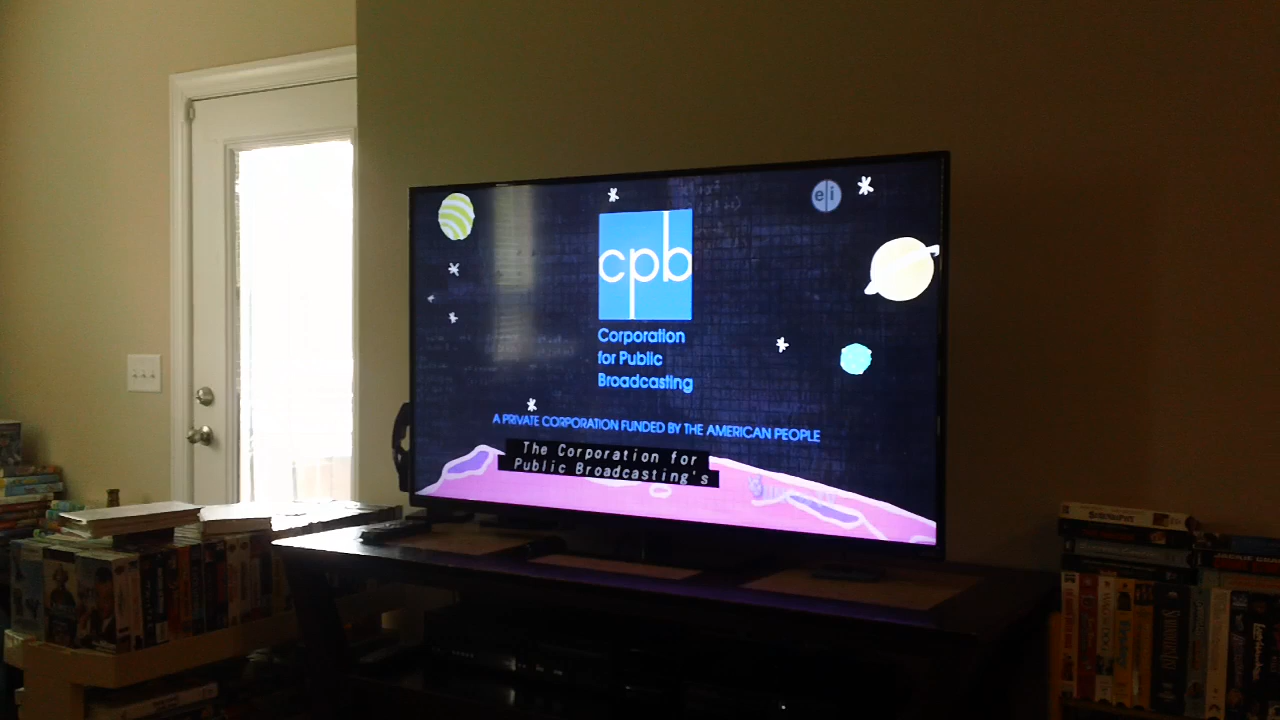 e|i
cpb
Corporation
for Public
Broadcasting
A PRIVATE CORPORATION FUNDED BY THE AMERICAN PEOPLE
The Corporation for
Public Broadcasting's